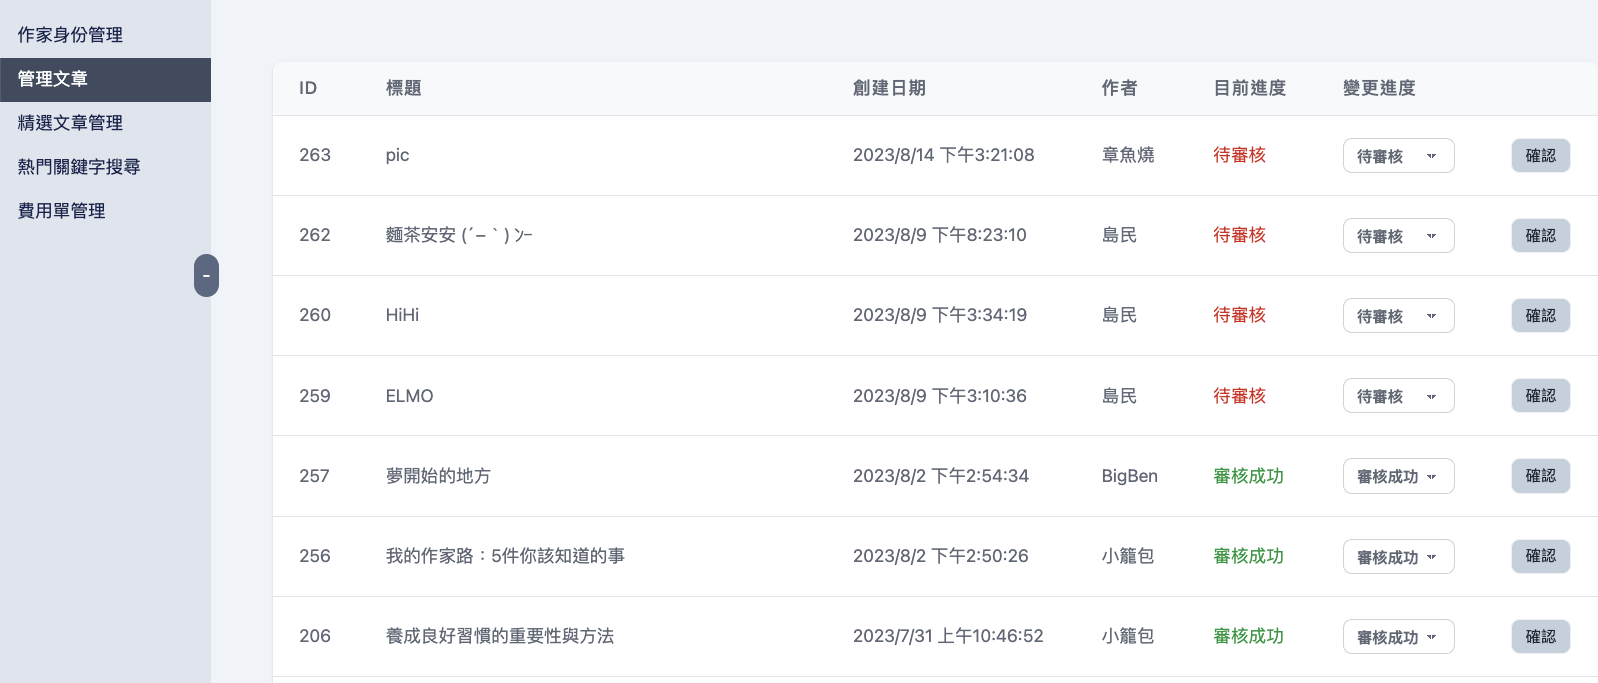 作家身份管理
管理文章
精選文章管理
熱門關鍵字搜尋
費用單管理
-
ID 標題 創建日期 作者 目前進度 變更進度
263 pic 2023/8/14 下午3:21:08 章魚燒 待審核 待審核 確認
262 麵茶安安 (´－｀) ﾝｰ 2023/8/9 下午8:23:10 島民 待審核 待審核 確認
260 HiHi 2023/8/9 下午3:34:19 島民 待審核 待審核 確認
259 ELMO 2023/8/9 下午3:10:36 島民 待審核 待審核 確認
257 夢開始的地方 2023/8/2 下午2:54:34 BigBen 審核成功 審核成功 確認
256 我的作家路：5件你該知道的事 2023/8/2 下午2:50:26 小籠包 審核成功 審核成功 確認
206 養成良好習慣的重要性與方法 2023/7/31 上午10:46:52 小籠包 審核成功 審核成功 確認